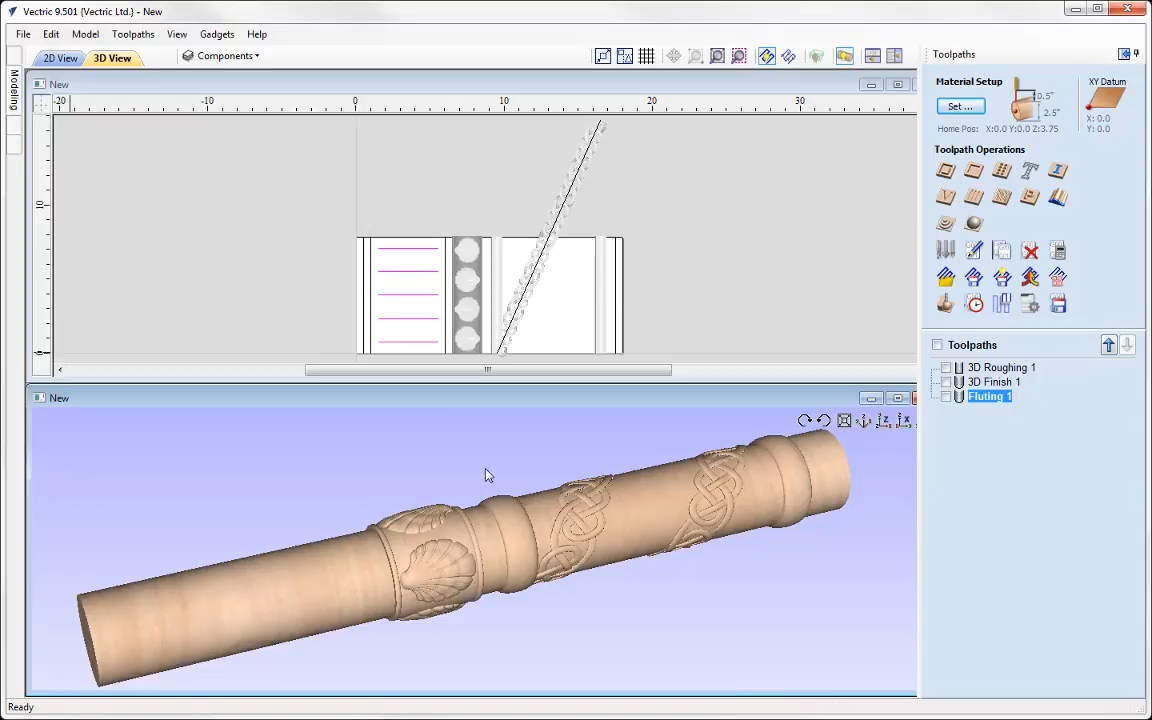 Vectric 9.501 {Vectric Ltd.} - New
File Edit Model Toolpaths View Gadgets Help
2D View 3D View Components
Modeling
New
-20 -10 0 10 20 30
10
New
Z X
Toolpaths
Material Setup
XY Datum
Set ...
0.5"
2.5"
X: 0.0
Y: 0.0
Home Pos: X:0.0 Y:0.0 Z:3.75
Toolpath Operations
Toolpaths
3D Roughing 1
3D Finish 1
Fluting 1
Ready